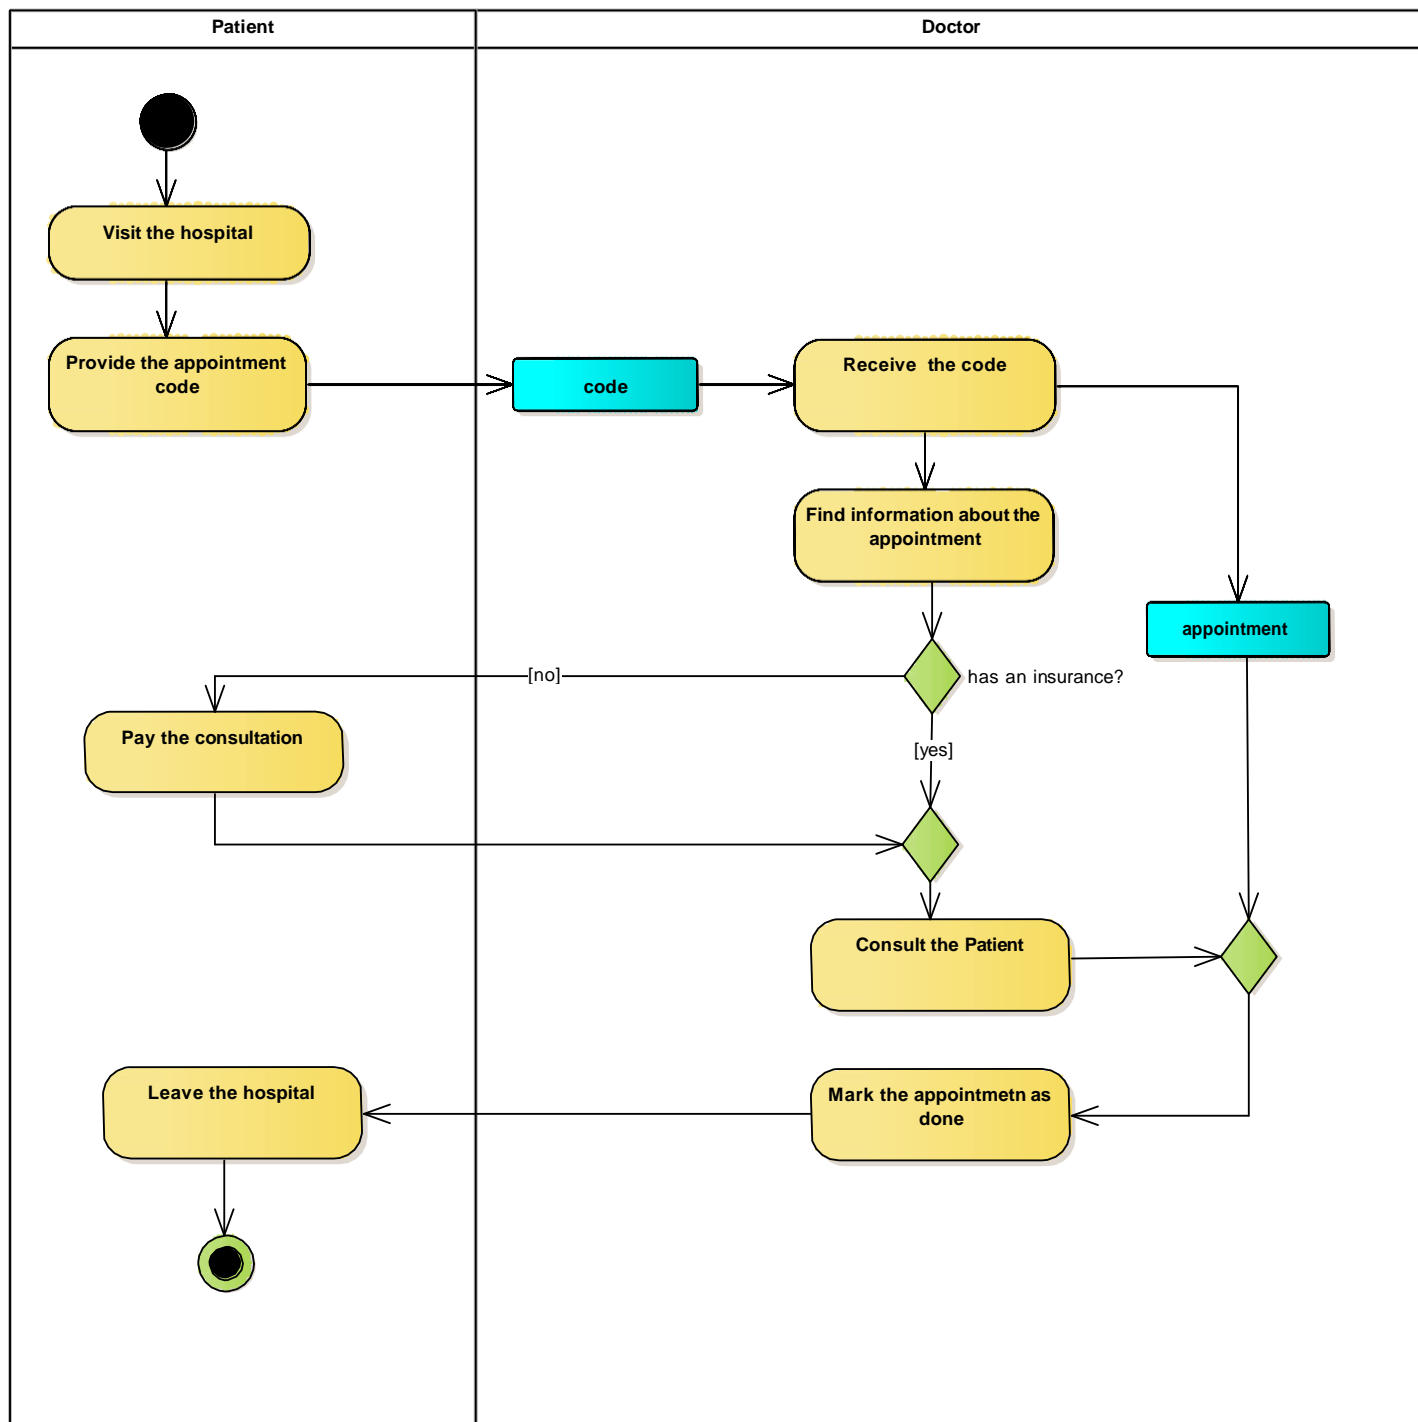 Patient
Doctor
Visit the hospital
Provide the appointment
code
code
Receive  the code
Find information about the
appointment
appointment
[no]
has an insurance?
Pay the consultation
[yes]
Consult the Patient
Leave the hospital
Mark the appointmetn as
done